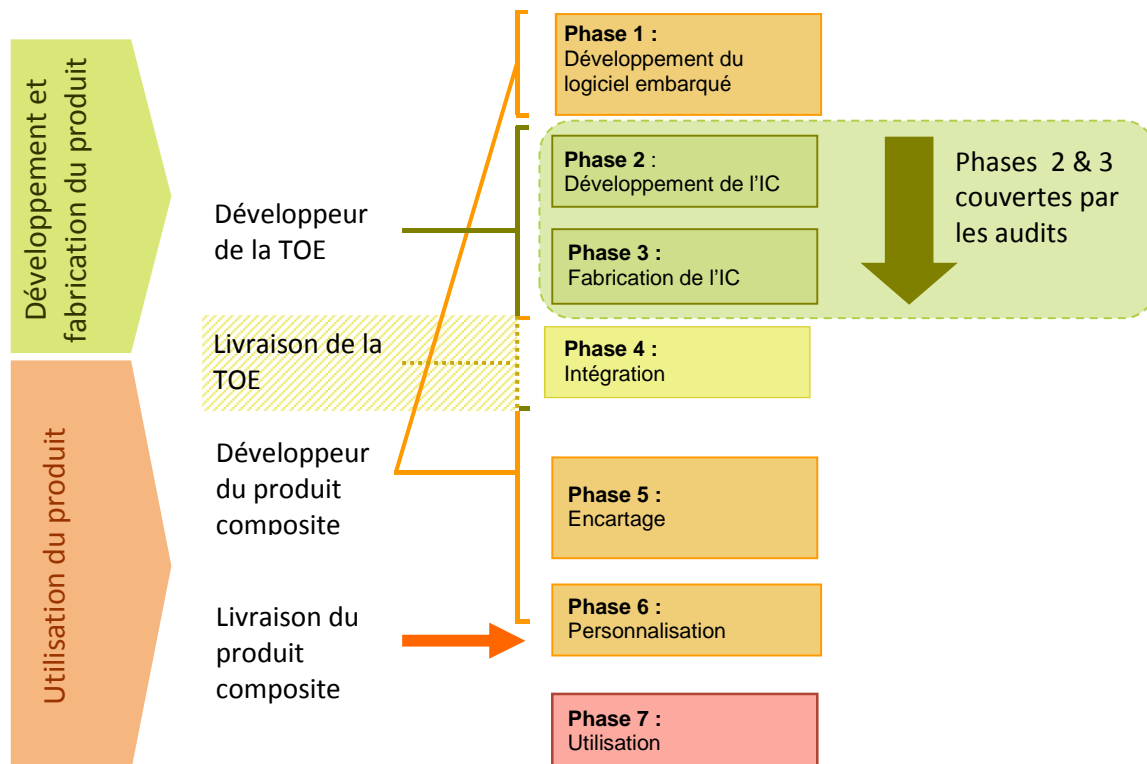 Développement et
fabrication du produit
Utilisation du produit
Développeur
de la TOE
Livraison de la
TOE
Développeur
du produit
composite
Livraison du
produit
composite
Phase 1 :
Développement du
logiciel embarqué
Phase 2 :
Développement de l’IC
Phase 3 :
Fabrication de l’IC
Phases 2 & 3
couvertes par
les audits
Phase 4 :
Intégration
Phase 5 :
Encartage
Phase 6 :
Personnalisation
Phase 7 :
Utilisation